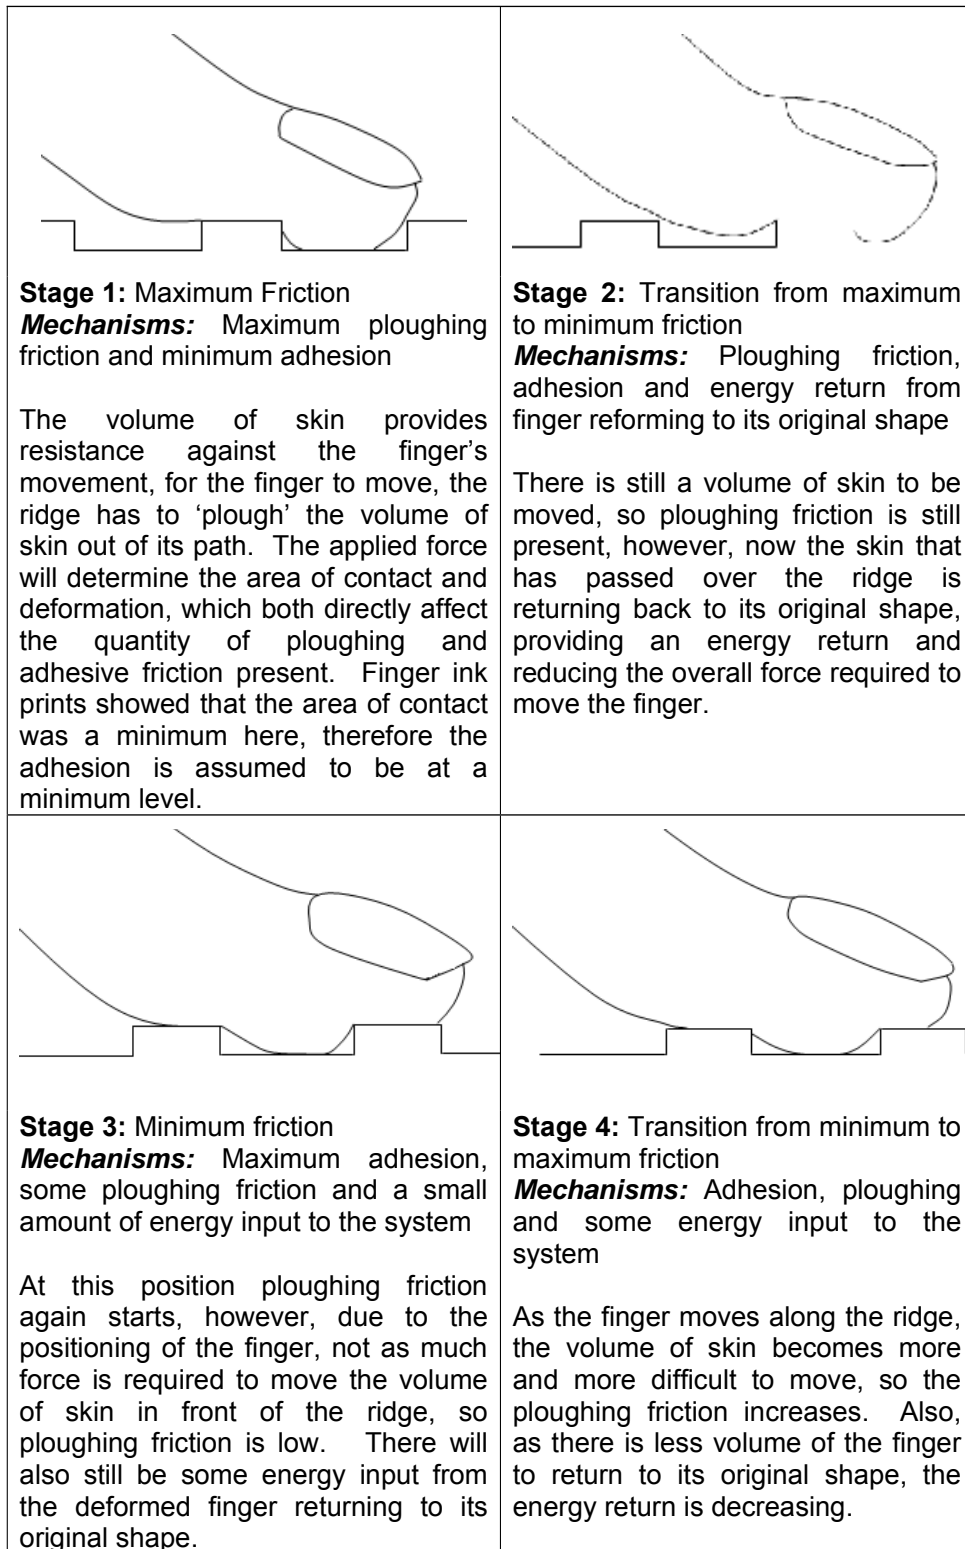 Stage 1: Maximum Friction
Mechanisms: Maximum ploughing
friction and minimum adhesion
The volume of skin provides
resistance against the finger's
movement, for the finger to move, the
ridge has to 'plough' the volume of
skin out of its path. The applied force
will determine the area of contact and
deformation, which both directly affect
the quantity of ploughing and
adhesive friction present. Finger ink
prints showed that the area of contact
was a minimum here, therefore the
adhesion is assumed to be at a
minimum level.
Stage 2: Transition from maximum
to minimum friction
Mechanisms: Ploughing friction,
adhesion and energy return from
finger reforming to its original shape
There is still a volume of skin to be
moved, so ploughing friction is still
present, however, now the skin that
has passed over the ridge is
returning back to its original shape,
providing an energy return and
reducing the overall force required to
move the finger.
Stage 3: Minimum friction
Mechanisms: Maximum adhesion,
some ploughing friction and a small
amount of energy input to the system
At this position ploughing friction
again starts, however, due to the
positioning of the finger, not as much
force is required to move the volume
of skin in front of the ridge, so
ploughing friction is low. There will
also still be some energy input from
the deformed finger returning to its
original shape.
Stage 4: Transition from minimum to
maximum friction
Mechanisms: Adhesion, ploughing
and some energy input to the
system
As the finger moves along the ridge,
the volume of skin becomes more
and more difficult to move, so the
ploughing friction increases. Also,
as there is less volume of the finger
to return to its original shape, the
energy return is decreasing.